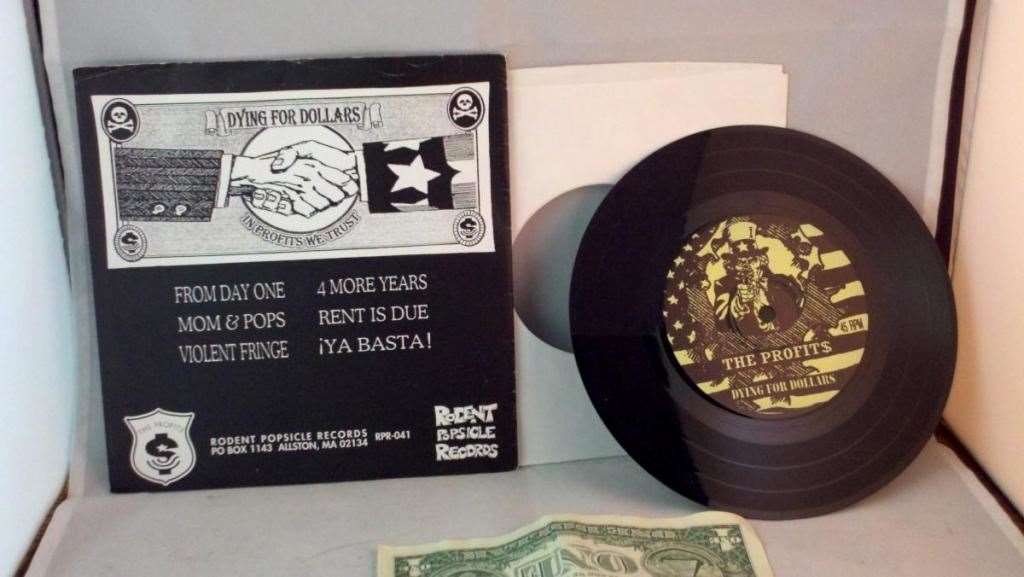 DYING FOR DOLLARS
IN PROFITS WE TRUST
FROM DAY ONE
MOM & POPS
VIOLENT FRINGE
4 MORE YEARS
RENT IS DUE
¡YA BASTA!
THE PROFITS
RODENT POPSICLE RECORDS RPR-041
PO BOX 1143 ALLSTON, MA 02134
RODENT
POPSICLE
RECORDS
45 RPM
THE PROFIT$
DYING FOR DOLLARS
ONE